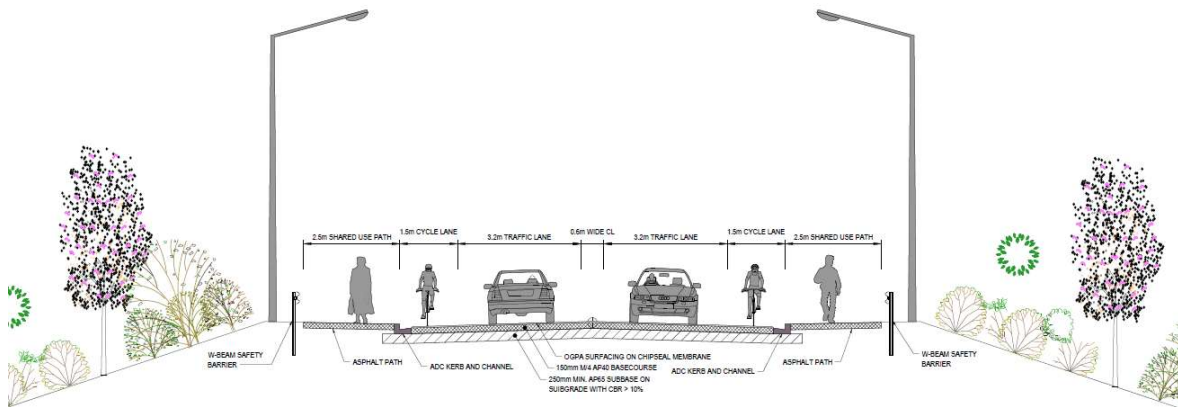 2.5m SHARED USE PATH
1.5m CYCLE LANE
3.2m TRAFFIC LANE
0.6m WIDE CL
3.2m TRAFFIC LANE
1.5m CYCLE LANE
2.5m SHARED USE PATH
W-BEAM SAFETY
BARRIER
ASPHALT PATH
ADC KERB AND CHANNEL
OGPA SURFACING ON CHIPSEAL MEMBRANE
150mm M/4 AP40 BASECOURSE
250mm MIN. AP65 SUBBASE ON
SUIBGRADE WITH CBR > 10%
ADC KERB AND CHANNEL
ASPHALT PATH
W-BEAM SAFETY
BARRIER